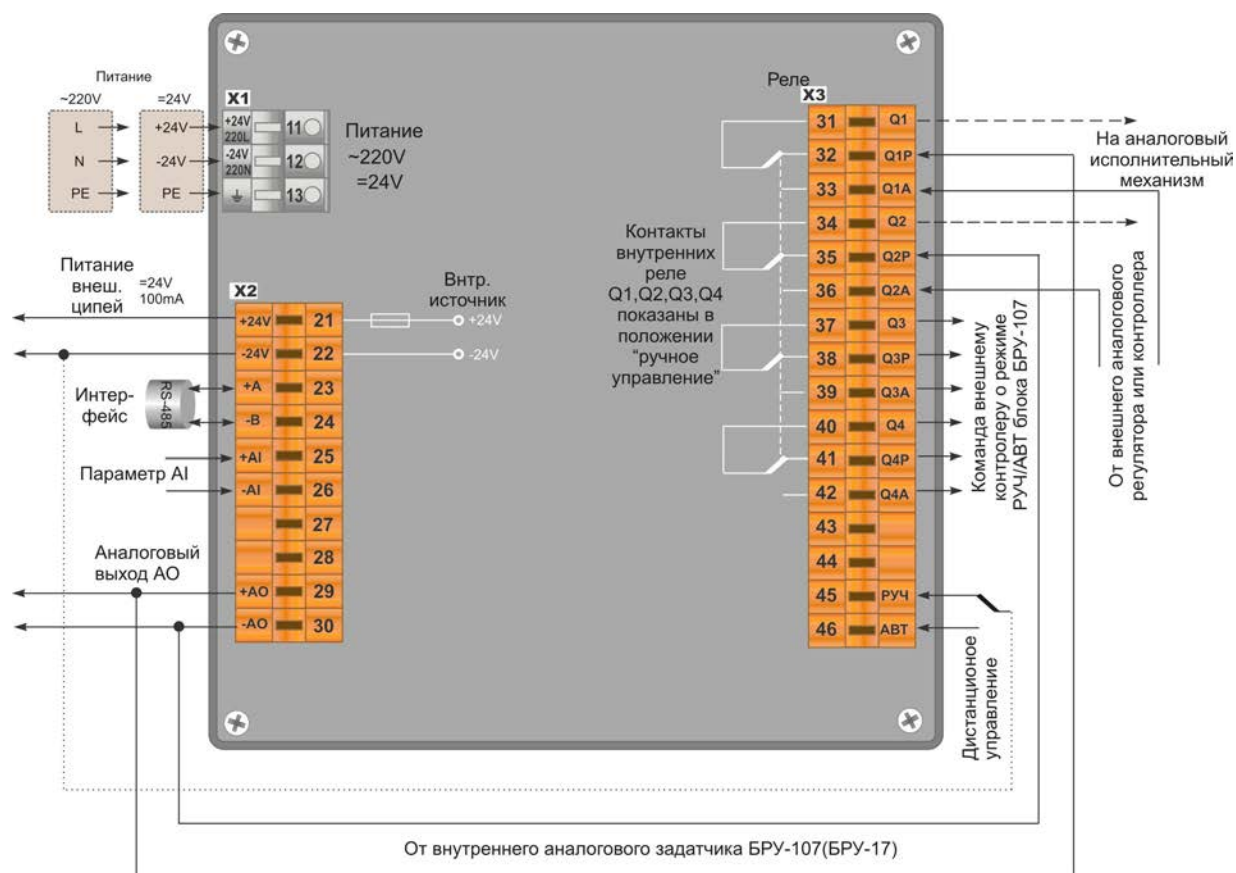 Питание
~220V
=24V
L
+24V
N
-24V
PE
PE
X1
+24V
220L
11
-24V
220N
12
13
Питание
~220V
=24V
Питание
внеш.
ципей
=24V
100mA
X2
+24V
21
-24V
22
+A
23
-B
24
+AI
25
-AI
26
27
28
+AO
29
-AO
30
Внтр.
источник
+24V
-24V
Интер-
фейс
RS-485
Параметр AI
Аналоговый
выход АО
Реле
X3
31
Q1
32
Q1P
33
Q1A
34
Q2
35
Q2P
36
Q2A
37
Q3
38
Q3P
39
Q3A
40
Q4
41
Q4P
42
Q4A
43
44
45
РУЧ
46
АВТ
Контакты
внутренних
реле
Q1,Q2,Q3,Q4
показаны в
положении
“ручное
управление”
На аналоговый
исполнительный
механизм
Команда внешнему
контролеру о режиме
РУЧ/АВТ блока БРУ-107
От внешнего аналогового
регулятора или контроллера
Дистанционое
управление
От внутреннего аналогового задатчика БРУ-107(БРУ-17)